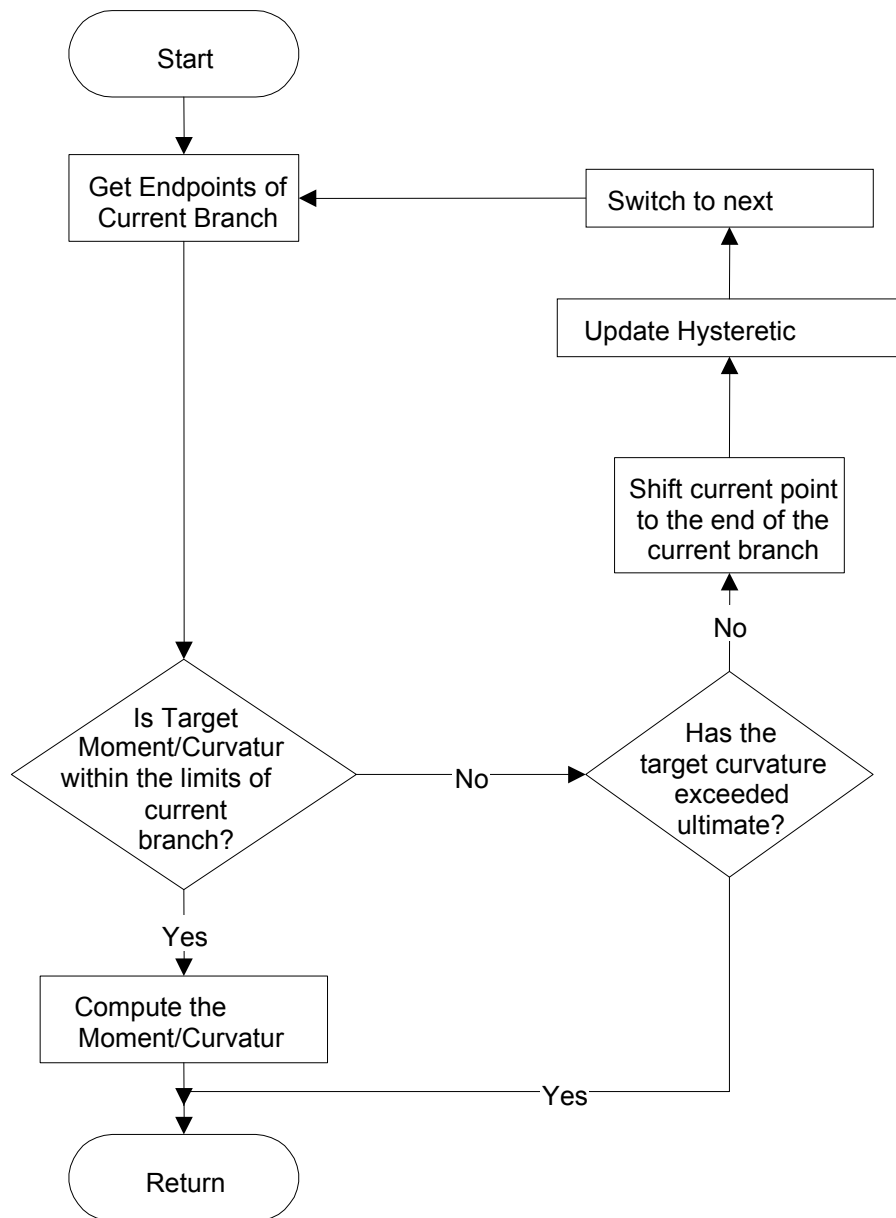 Start
Get Endpoints of
Current Branch
Switch to next
Update Hysteretic
Shift current point
to the end of the
current branch
No
Is Target
Moment/Curvatur
within the limits of
current
branch?
No
Has the
target curvature
exceeded
ultimate?
Yes
Compute the
Moment/Curvatur
Yes
Return